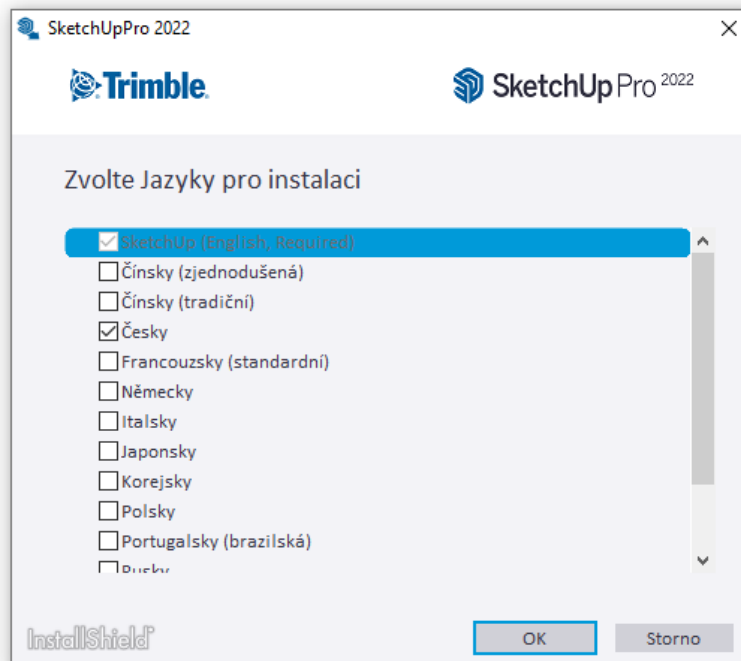 SketchUpPro 2022
Trimble.
SketchUp Pro 2022
Zvolte Jazyky pro instalaci
SketchUp (English, Required)
Čínsky (zjednodušená)
Čínsky (tradiční)
Česky
Francouzsky (standardní)
Německy
Italsky
Japonsky
Korejsky
Polsky
Portugalsky (brazilská)
Rusky
InstallShield
OK Storno